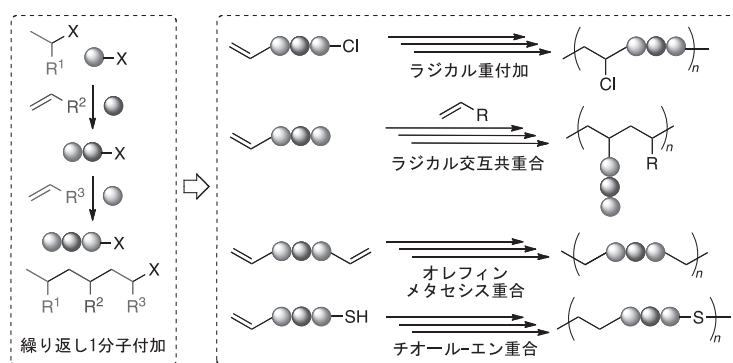 X
R¹
X
R²
X
R³
X
X
R¹ R² R³
繰り返し1分子付加
Cl
ラジカル重付加
Cl
n
R
ラジカル交互共重合
R
n
オレフィン
メタセシス重合
n
SH
チオール−エン重合
S
n